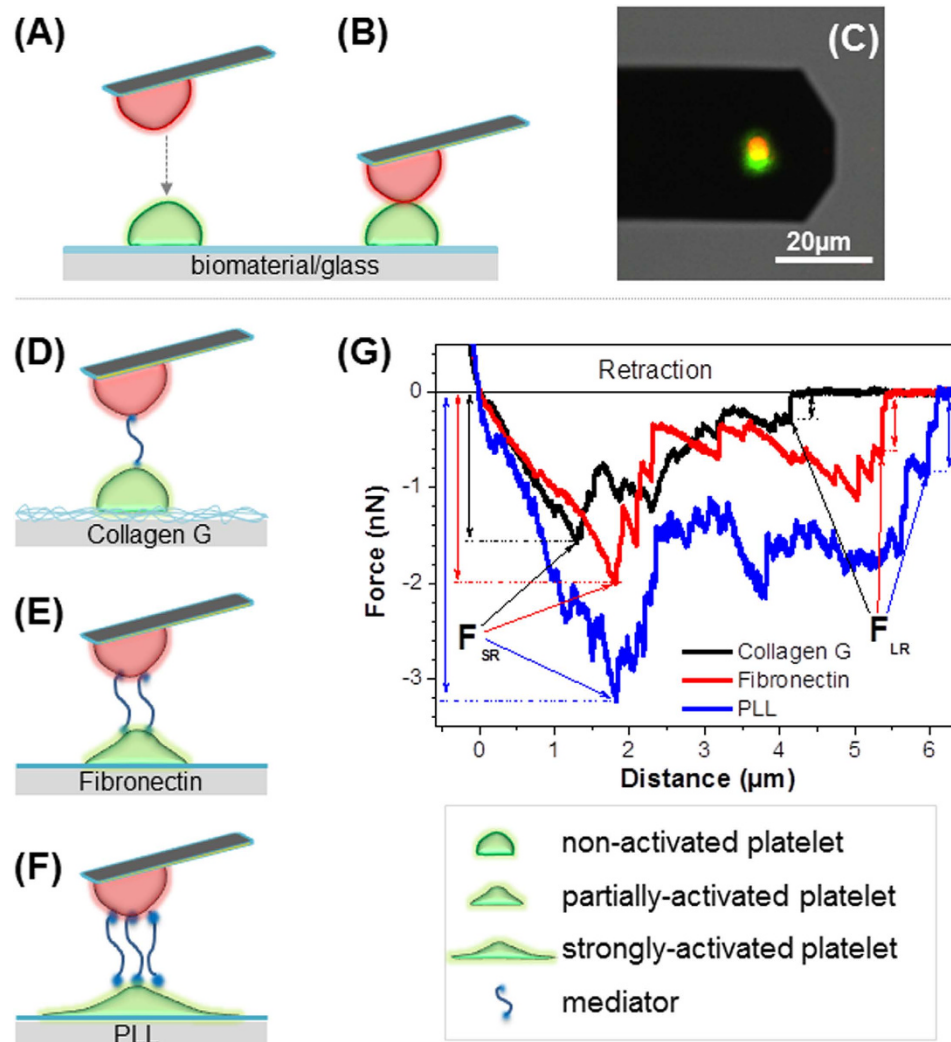 (A)
(B)
(C)
biomaterial/glass
20µm
(D)
Collagen G
(E)
Fibronectin
(F)
PLL
(G)
Retraction
0
-1
-2
-3
Force (nN)
F SR
F LR
Collagen G
Fibronectin
PLL
0 1 2 3 4 5 6
Distance (µm)
non-activated platelet
partially-activated platelet
strongly-activated platelet
mediator